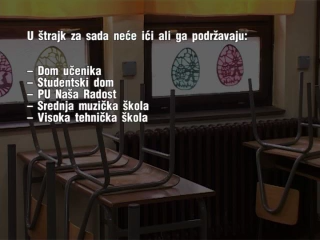 U štrajk za sada neće ići ali ga podržavaju:
– Dom učenika
– Studentski dom
– PU Naša Radost
– Srednja muzička škola
– Visoka tehnička škola